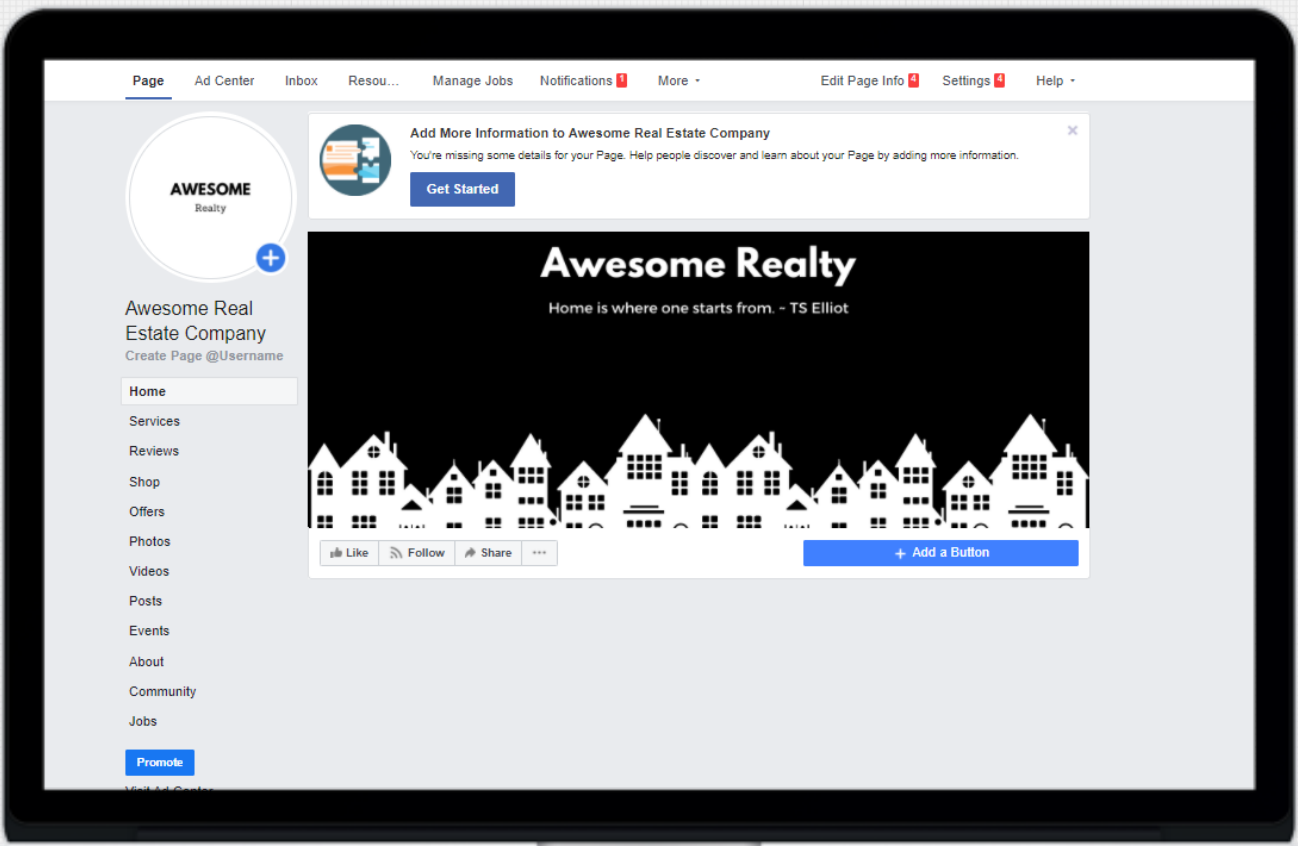 Page Ad Center Inbox Resou... Manage Jobs Notifications 1 More Edit Page Info 4 Settings 4 Help
Add More Information to Awesome Real Estate Company
You're missing some details for your Page. Help people discover and learn about your Page by adding more information.
Get Started
AWESOME
Realty
Awesome Real
Estate Company
Create Page @Username
Awesome Realty
Home is where one starts from. ~ TS Elliot
Home
Services
Reviews
Shop
Offers
Photos
Videos
Posts
Events
About
Community
Jobs
Promote
Visit Ad Center
Like Follow Share ...
+ Add a Button